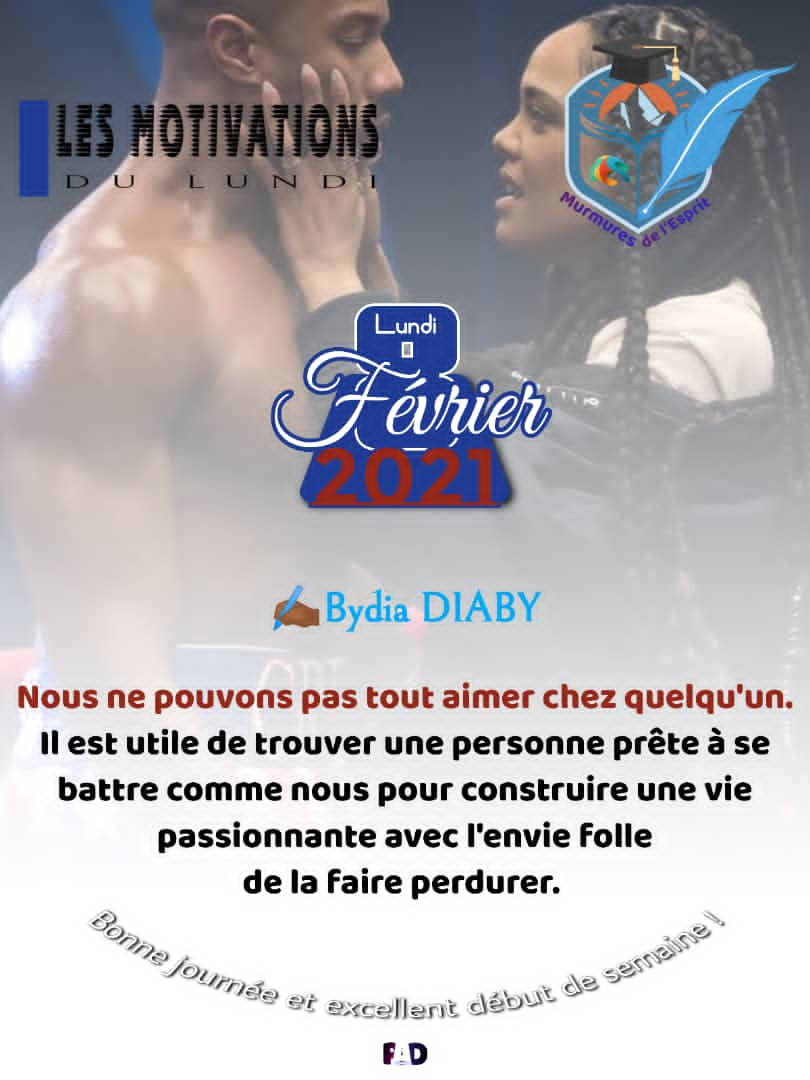 LES MOTIVATIONS
DU LUNDI
Murmures de l'Esprit
Lundi
8
Février
2021
Bydia DIABY
Nous ne pouvons pas tout aimer chez quelqu'un.
Il est utile de trouver une personne prête à se
battre comme nous pour construire une vie
passionnante avec l'envie folle
de la faire perdurer.
Bonne journée et excellent début de semaine !